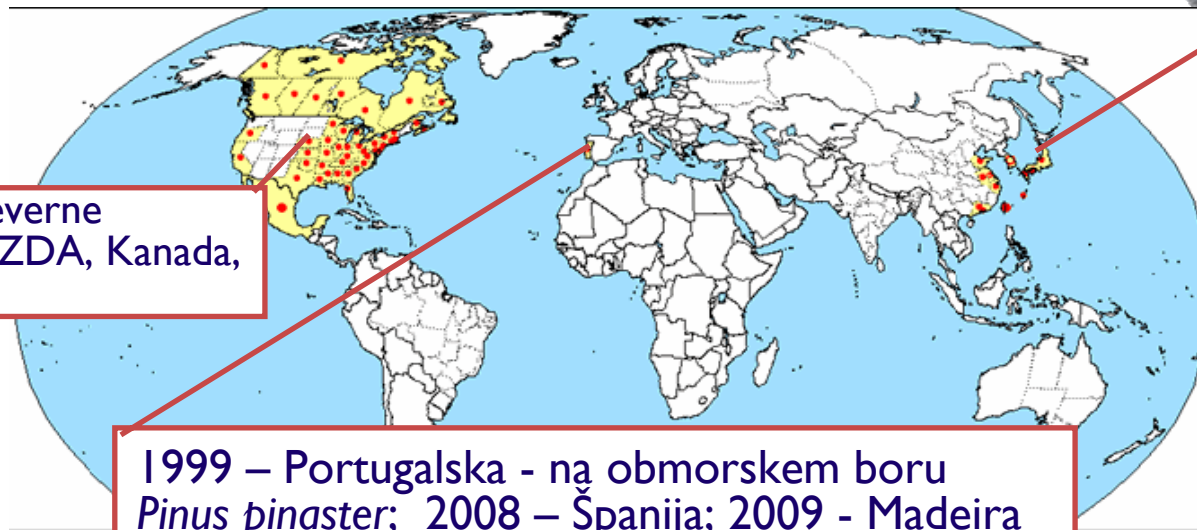 everne
ZDA, Kanada,
1999 – Portugalska - na obmorskem boru
Pinus pinaster; 2008 – Španija; 2009 - Madeira